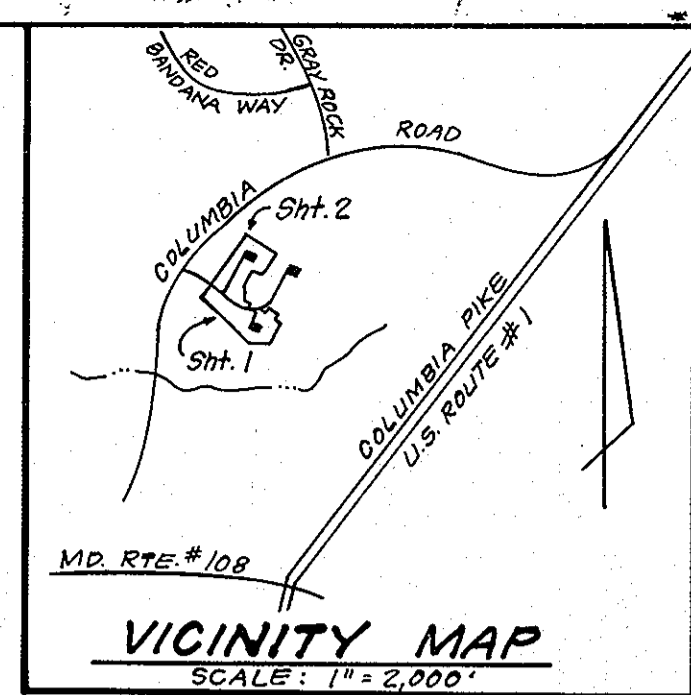 RED
BANDANA WAY
GRAY ROCK
DR.
ROAD
COLUMBIA
Sht. 2
Sht. 1
COLUMBIA PIKE
U.S. ROUTE #1
MD. RTE. #108
VICINITY MAP
SCALE: 1" = 2,000'